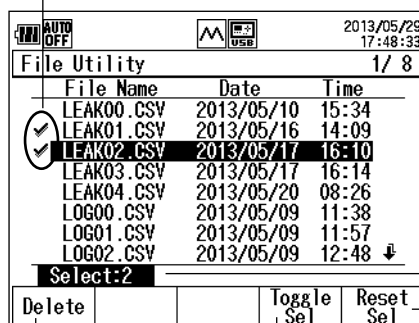 AUTO OFF USB 2013/05/29 17:48:33
File Utility 1/ 8
File Name Date Time
LEAK00.CSV 2013/05/10 15:34
LEAK01.CSV 2013/05/16 14:09
LEAK02.CSV 2013/05/17 16:10
LEAK03.CSV 2013/05/17 16:14
LEAK04.CSV 2013/05/20 08:26
LOG00.CSV 2013/05/09 11:38
LOG01.CSV 2013/05/09 11:57
LOG02.CSV 2013/05/09 12:48
Select:2
Delete Toggle Sel Reset Sel